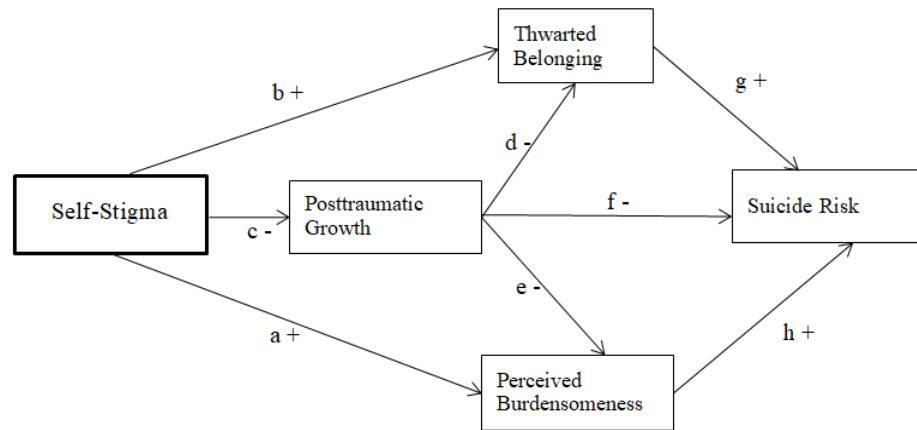 Thwarted
Belonging
b +
g +
d -
Self-Stigma
Posttraumatic
Growth
c -
f -
Suicide Risk
e -
a +
h +
Perceived
Burdensomeness